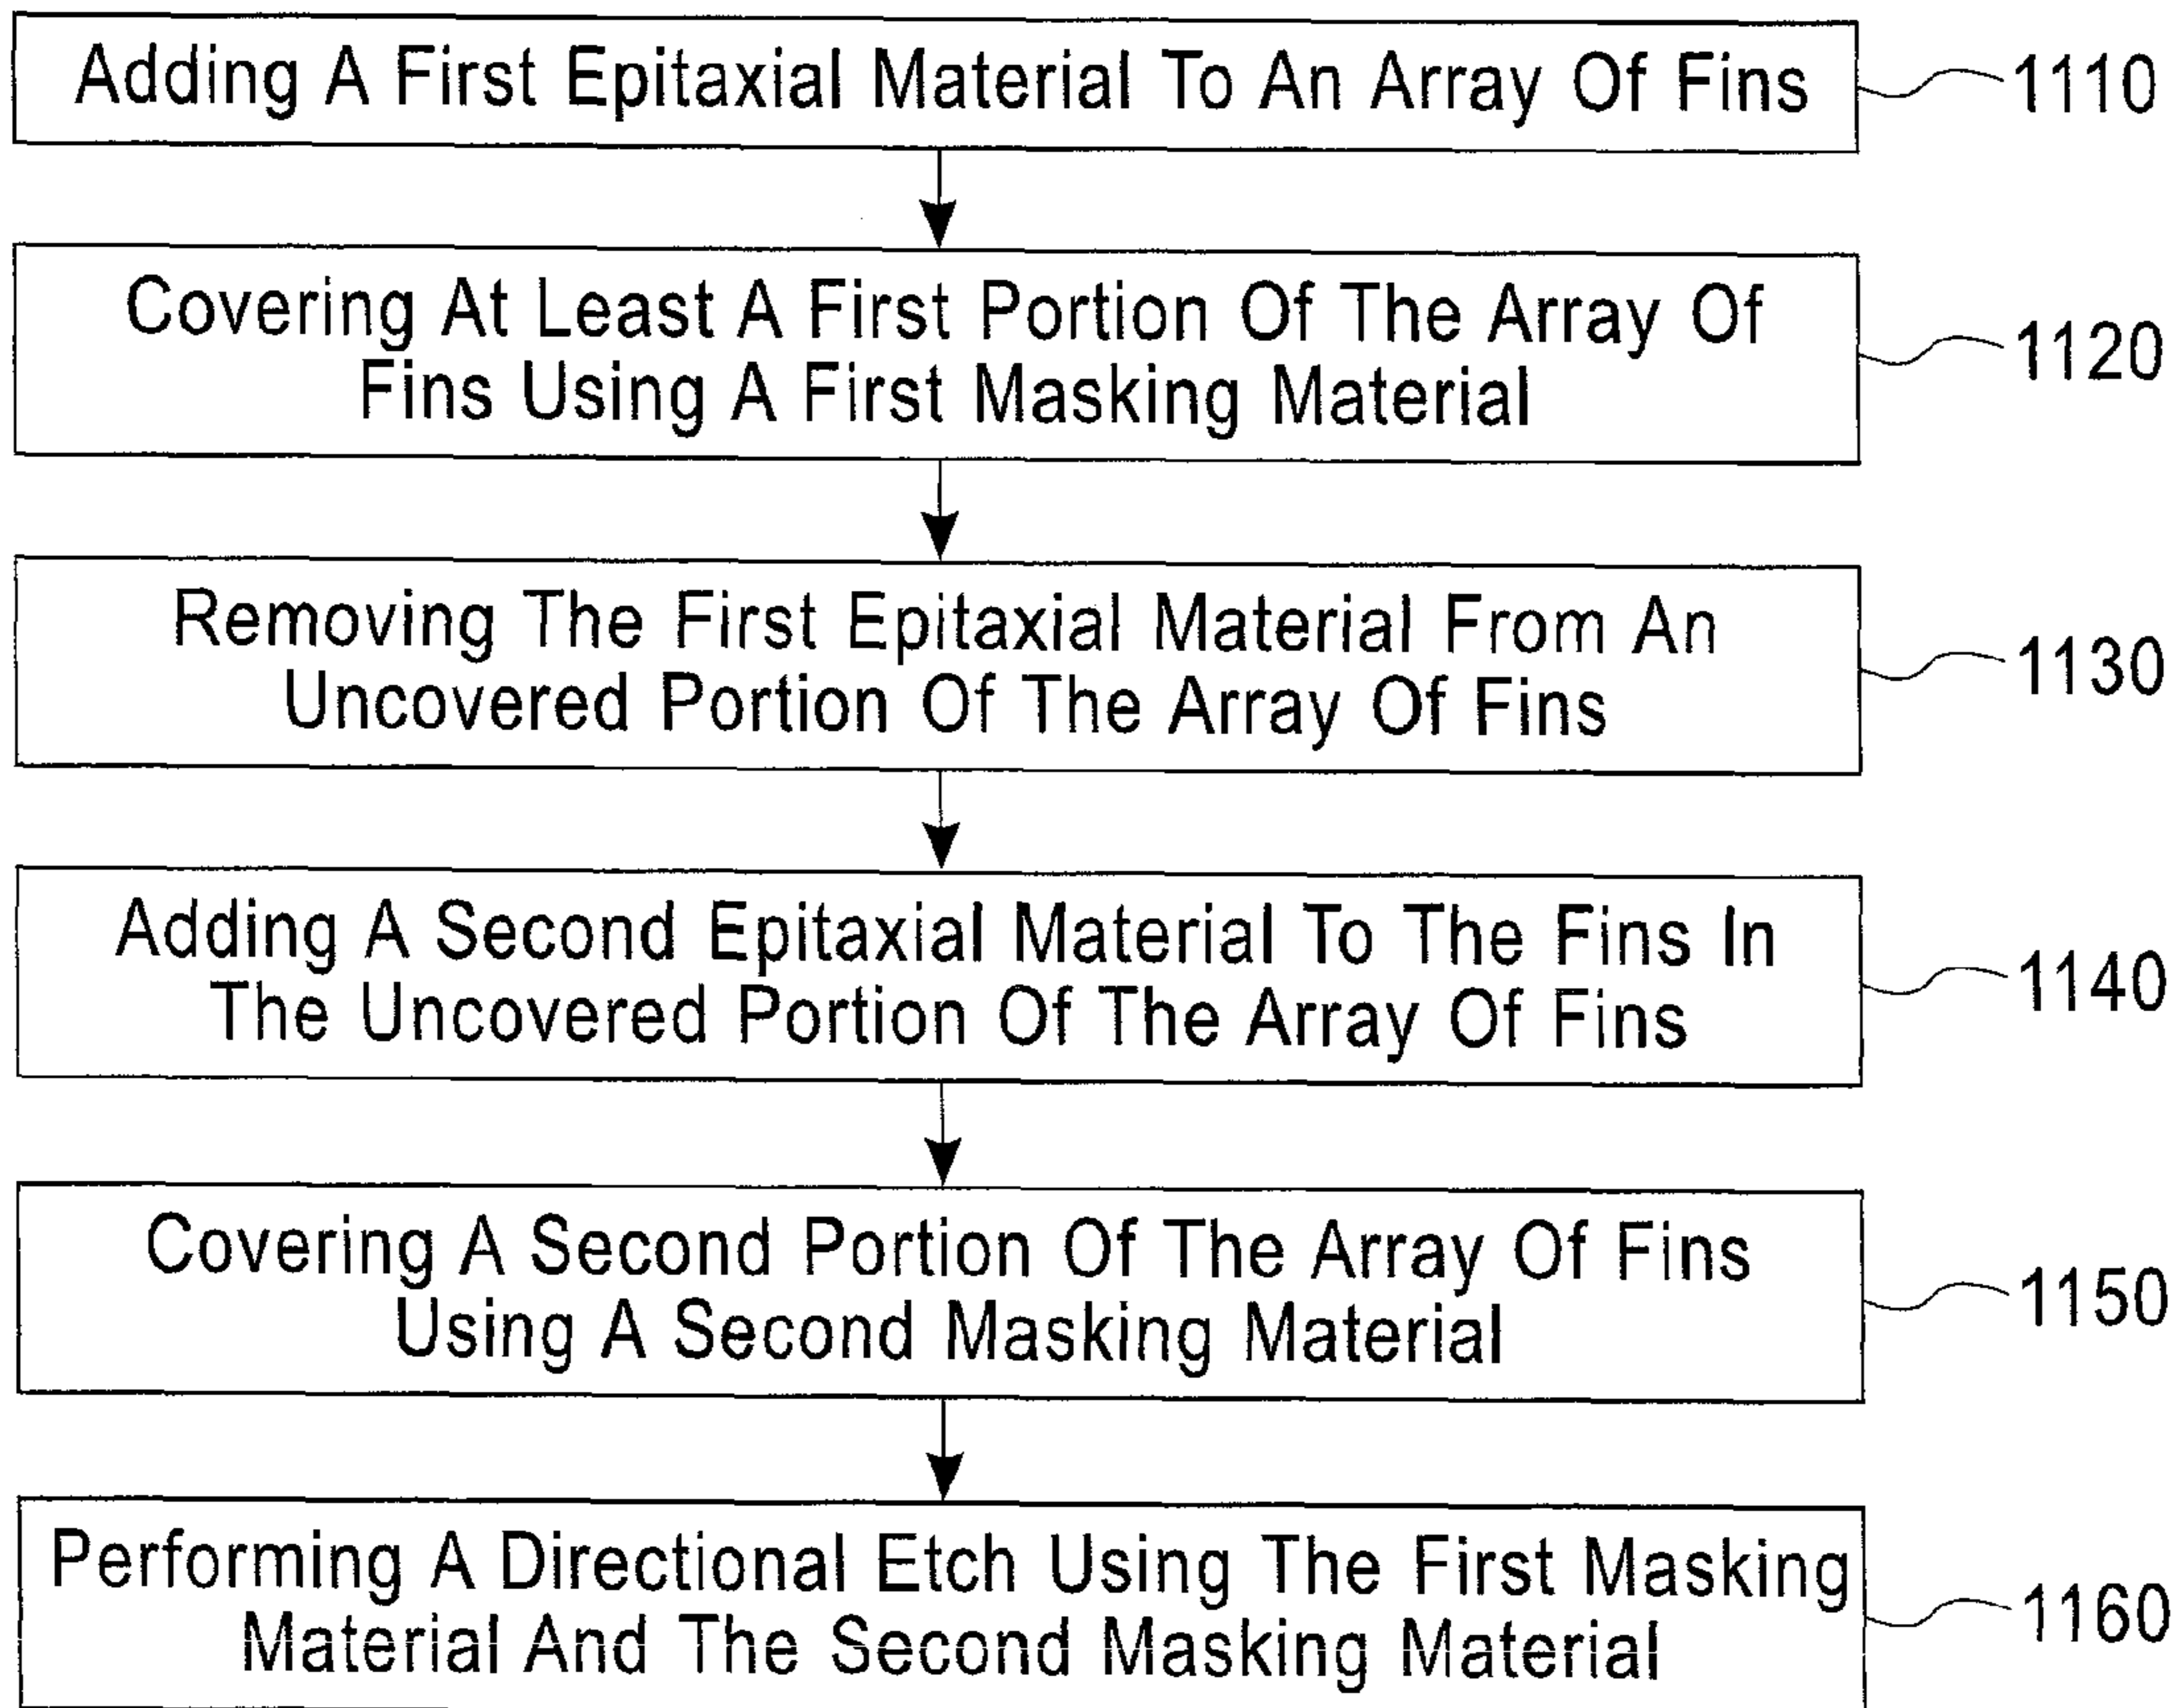 Adding A First Epitaxial Material To An Array Of Fins
1110
Covering At Least A First Portion Of The Array Of
Fins Using A First Masking Material
1120
Removing The First Epitaxial Material From An
Uncovered Portion Of The Array Of Fins
1130
Adding A Second Epitaxial Material To The Fins In
The Uncovered Portion Of The Array Of Fins
1140
Covering A Second Portion Of The Array Of Fins
Using A Second Masking Material
1150
Performing A Directional Etch Using The First Masking
Material And The Second Masking Material
1160